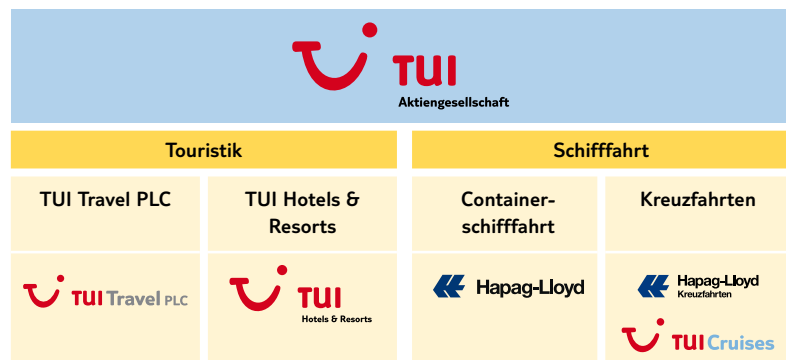 TUI
Aktiengesellschaft
Touristik
Schifffahrt
TUI Travel PLC
TUI Hotels &
Resorts
Container-
schifffahrt
Kreuzfahrten
TUI Travel PLC
TUI
Hotels & Resorts
Hapag-Lloyd
Hapag-Lloyd
Kreuzfahrten
TUI Cruises